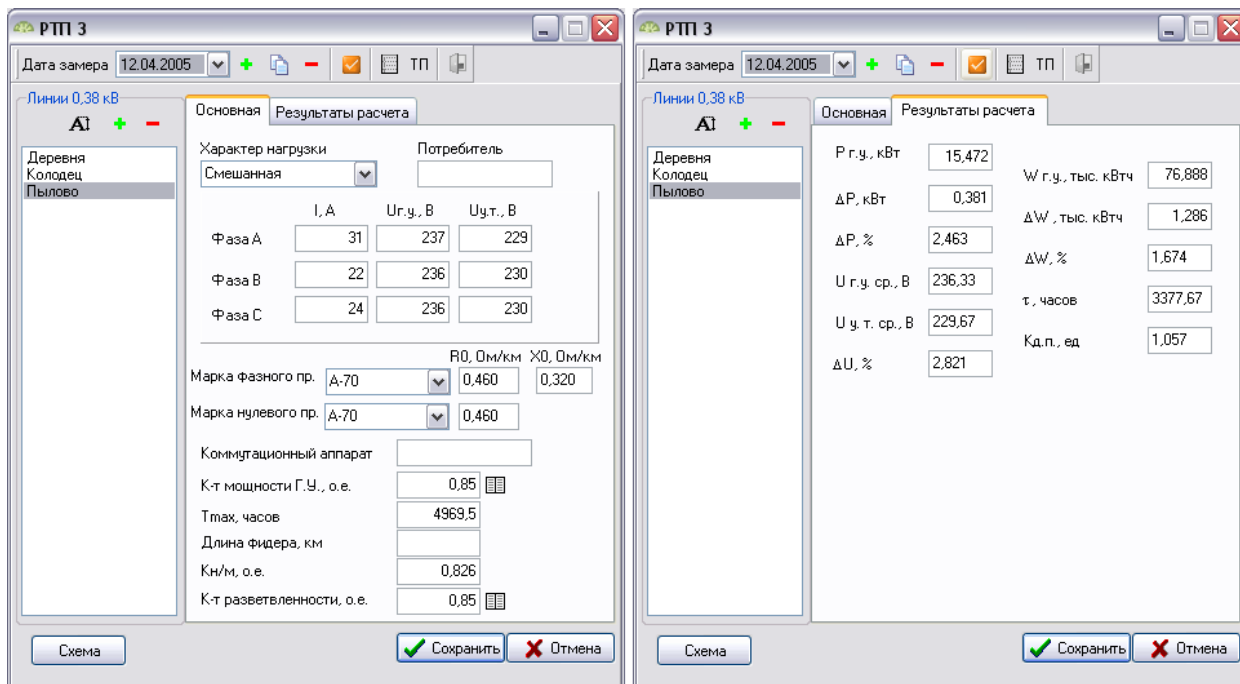 РТП 3
Дата замера 12.04.2005 ТП
Линии 0,38 кВ
Деревня
Колодец
Пылово
Основная Результаты расчета
Характер нагрузки Потребитель
Смешанная
I, А Uг.у., В Uу.т., В
Фаза А 31 237 229
Фаза В 22 236 230
Фаза С 24 236 230
R0, Ом/км X0, Ом/км
Марка фазного пр. А-70 0,460 0,320
Марка нулевого пр. А-70 0,460
Коммутационный аппарат
К-т мощности Г.У., о.е. 0,85
Tmax, часов 4969,5
Длина фидера, км
Кн/м, о.е. 0,826
К-т разветвленности, о.е. 0,85
Схема Сохранить Отмена
РТП 3
Дата замера 12.04.2005 ТП
Линии 0,38 кВ
Деревня
Колодец
Пылово
Основная Результаты расчета
P г.у., кВт 15,472
ΔP, кВт 0,381
ΔP, % 2,463
U г.у. ср., В 236,33
U у. т. ср., В 229,67
ΔU, % 2,821
W г.у., тыс. кВтч 76,888
ΔW , тыс. кВтч 1,286
ΔW, % 1,674
τ, часов 3377,67
Кд.п., ед 1,057
Схема Сохранить Отмена